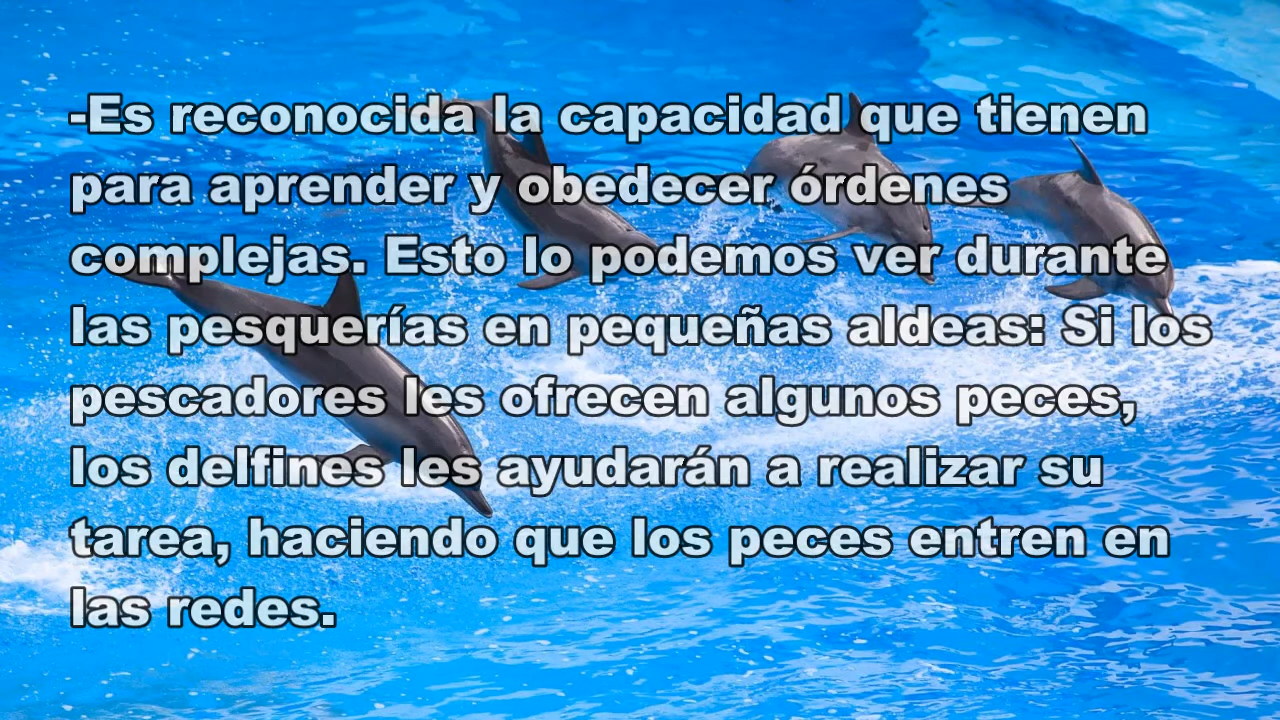 -Es reconocida la capacidad que tienen
para aprender y obedecer órdenes
complejas. Esto lo podemos ver durante
las pesquerías en pequeñas aldeas: Si los
pescadores les ofrecen algunos peces,
los delfines les ayudarán a realizar su
tarea, haciendo que los peces entren en
las redes.